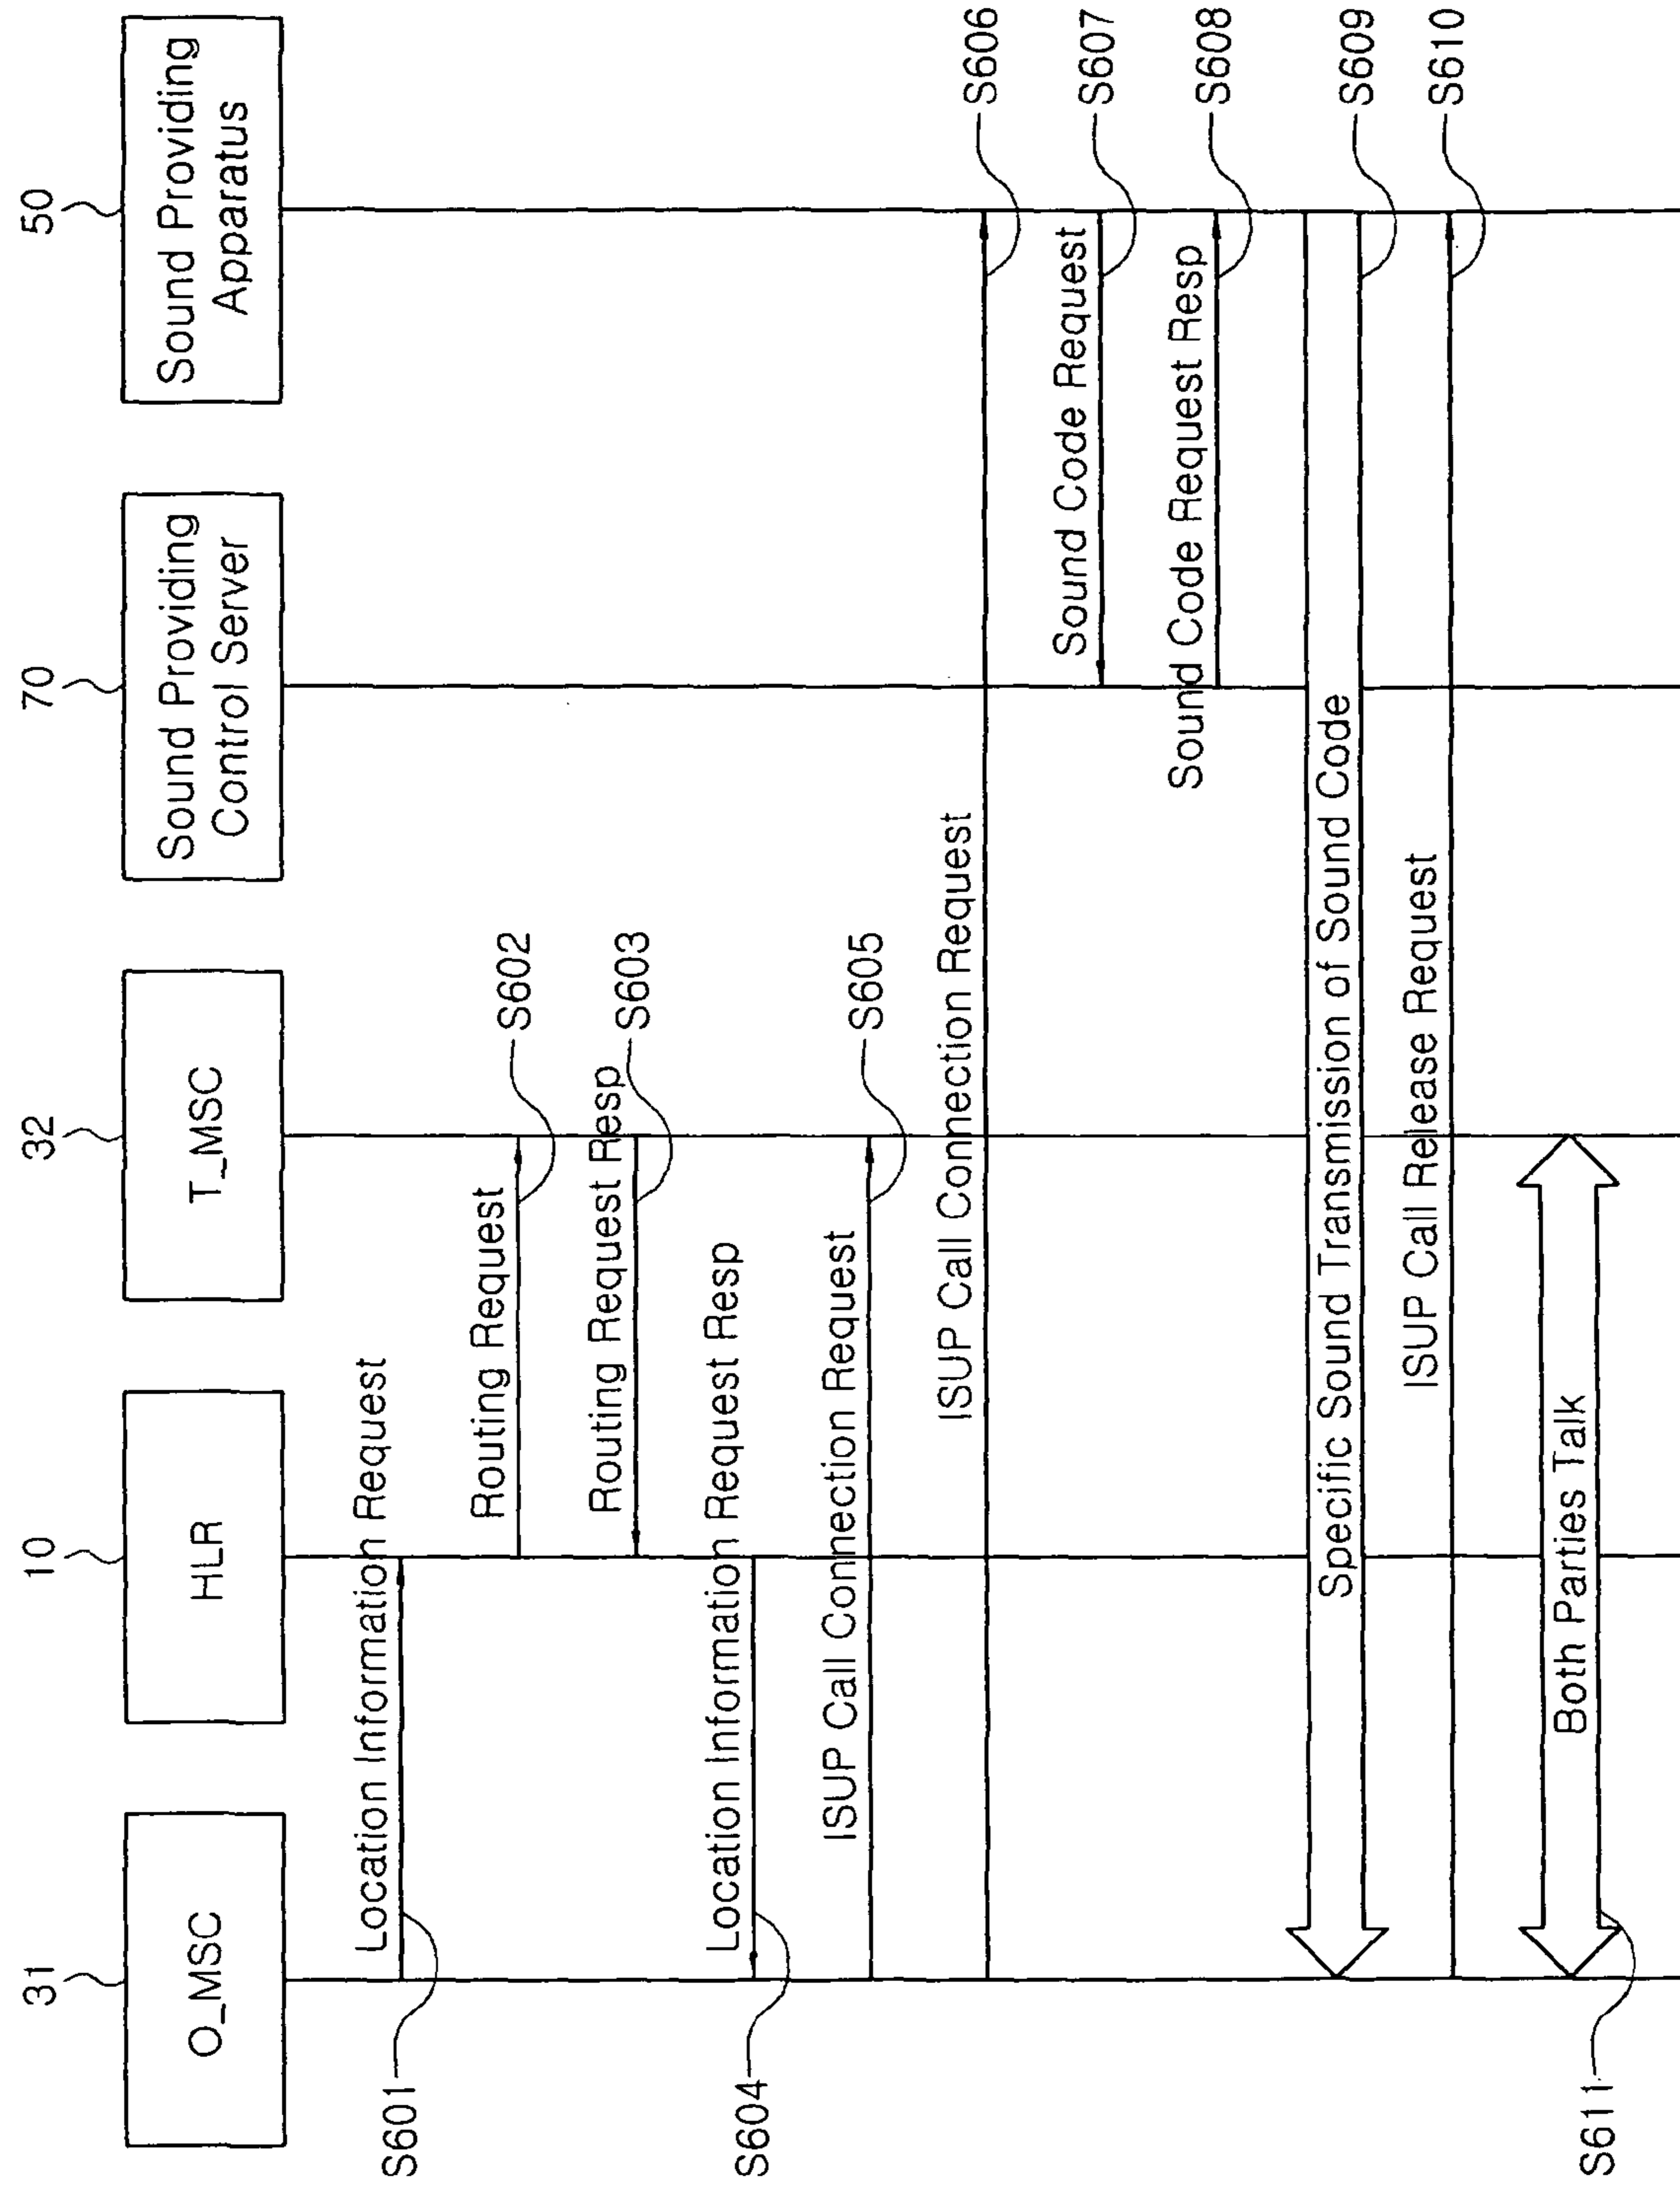 31
10
32
70
50
O_MSC
HLR
T_MSC
Sound Providing
Control Server
Sound Providing
Apparatus
S601
Location Information Request
Routing Request
S602
Routing Request Resp
S603
S604
Location Information Request Resp
ISUP Call Connection Request
S605
ISUP Call Connection Request
S606
Sound Code Request
S607
Sound Code Request Resp
S608
Specific Sound Transmission of Sound Code
S609
ISUP Call Release Request
S610
Both Parties Talk
S611